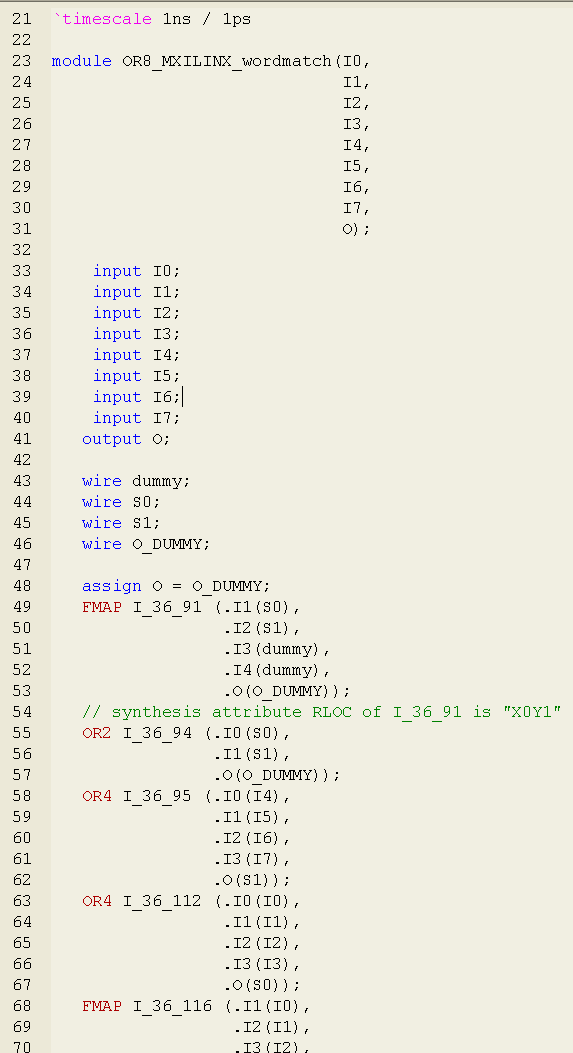 21 `timescale 1ns / 1ps
22
23 module OR8_MXILINX_wordmatch(I0,
24 I1,
25 I2,
26 I3,
27 I4,
28 I5,
29 I6,
30 I7,
31 O);
32
33 input I0;
34 input I1;
35 input I2;
36 input I3;
37 input I4;
38 input I5;
39 input I6;
40 input I7;
41 output O;
42
43 wire dummy;
44 wire S0;
45 wire S1;
46 wire O_DUMMY;
47
48 assign O = O_DUMMY;
49 FMAP I_36_91 (.I1(S0),
50 .I2(S1),
51 .I3(dummy),
52 .I4(dummy),
53 .O(O_DUMMY));
54 // synthesis attribute RLOC of I_36_91 is "X0Y1"
55 OR2 I_36_94 (.I0(S0),
56 .I1(S1),
57 .O(O_DUMMY));
58 OR4 I_36_95 (.I0(I4),
59 .I1(I5),
60 .I2(I6),
61 .I3(I7),
62 .O(S1));
63 OR4 I_36_112 (.I0(I0),
64 .I1(I1),
65 .I2(I2),
66 .I3(I3),
67 .O(S0));
68 FMAP I_36_116 (.I1(I0),
69 .I2(I1),
70 .I3(I2),